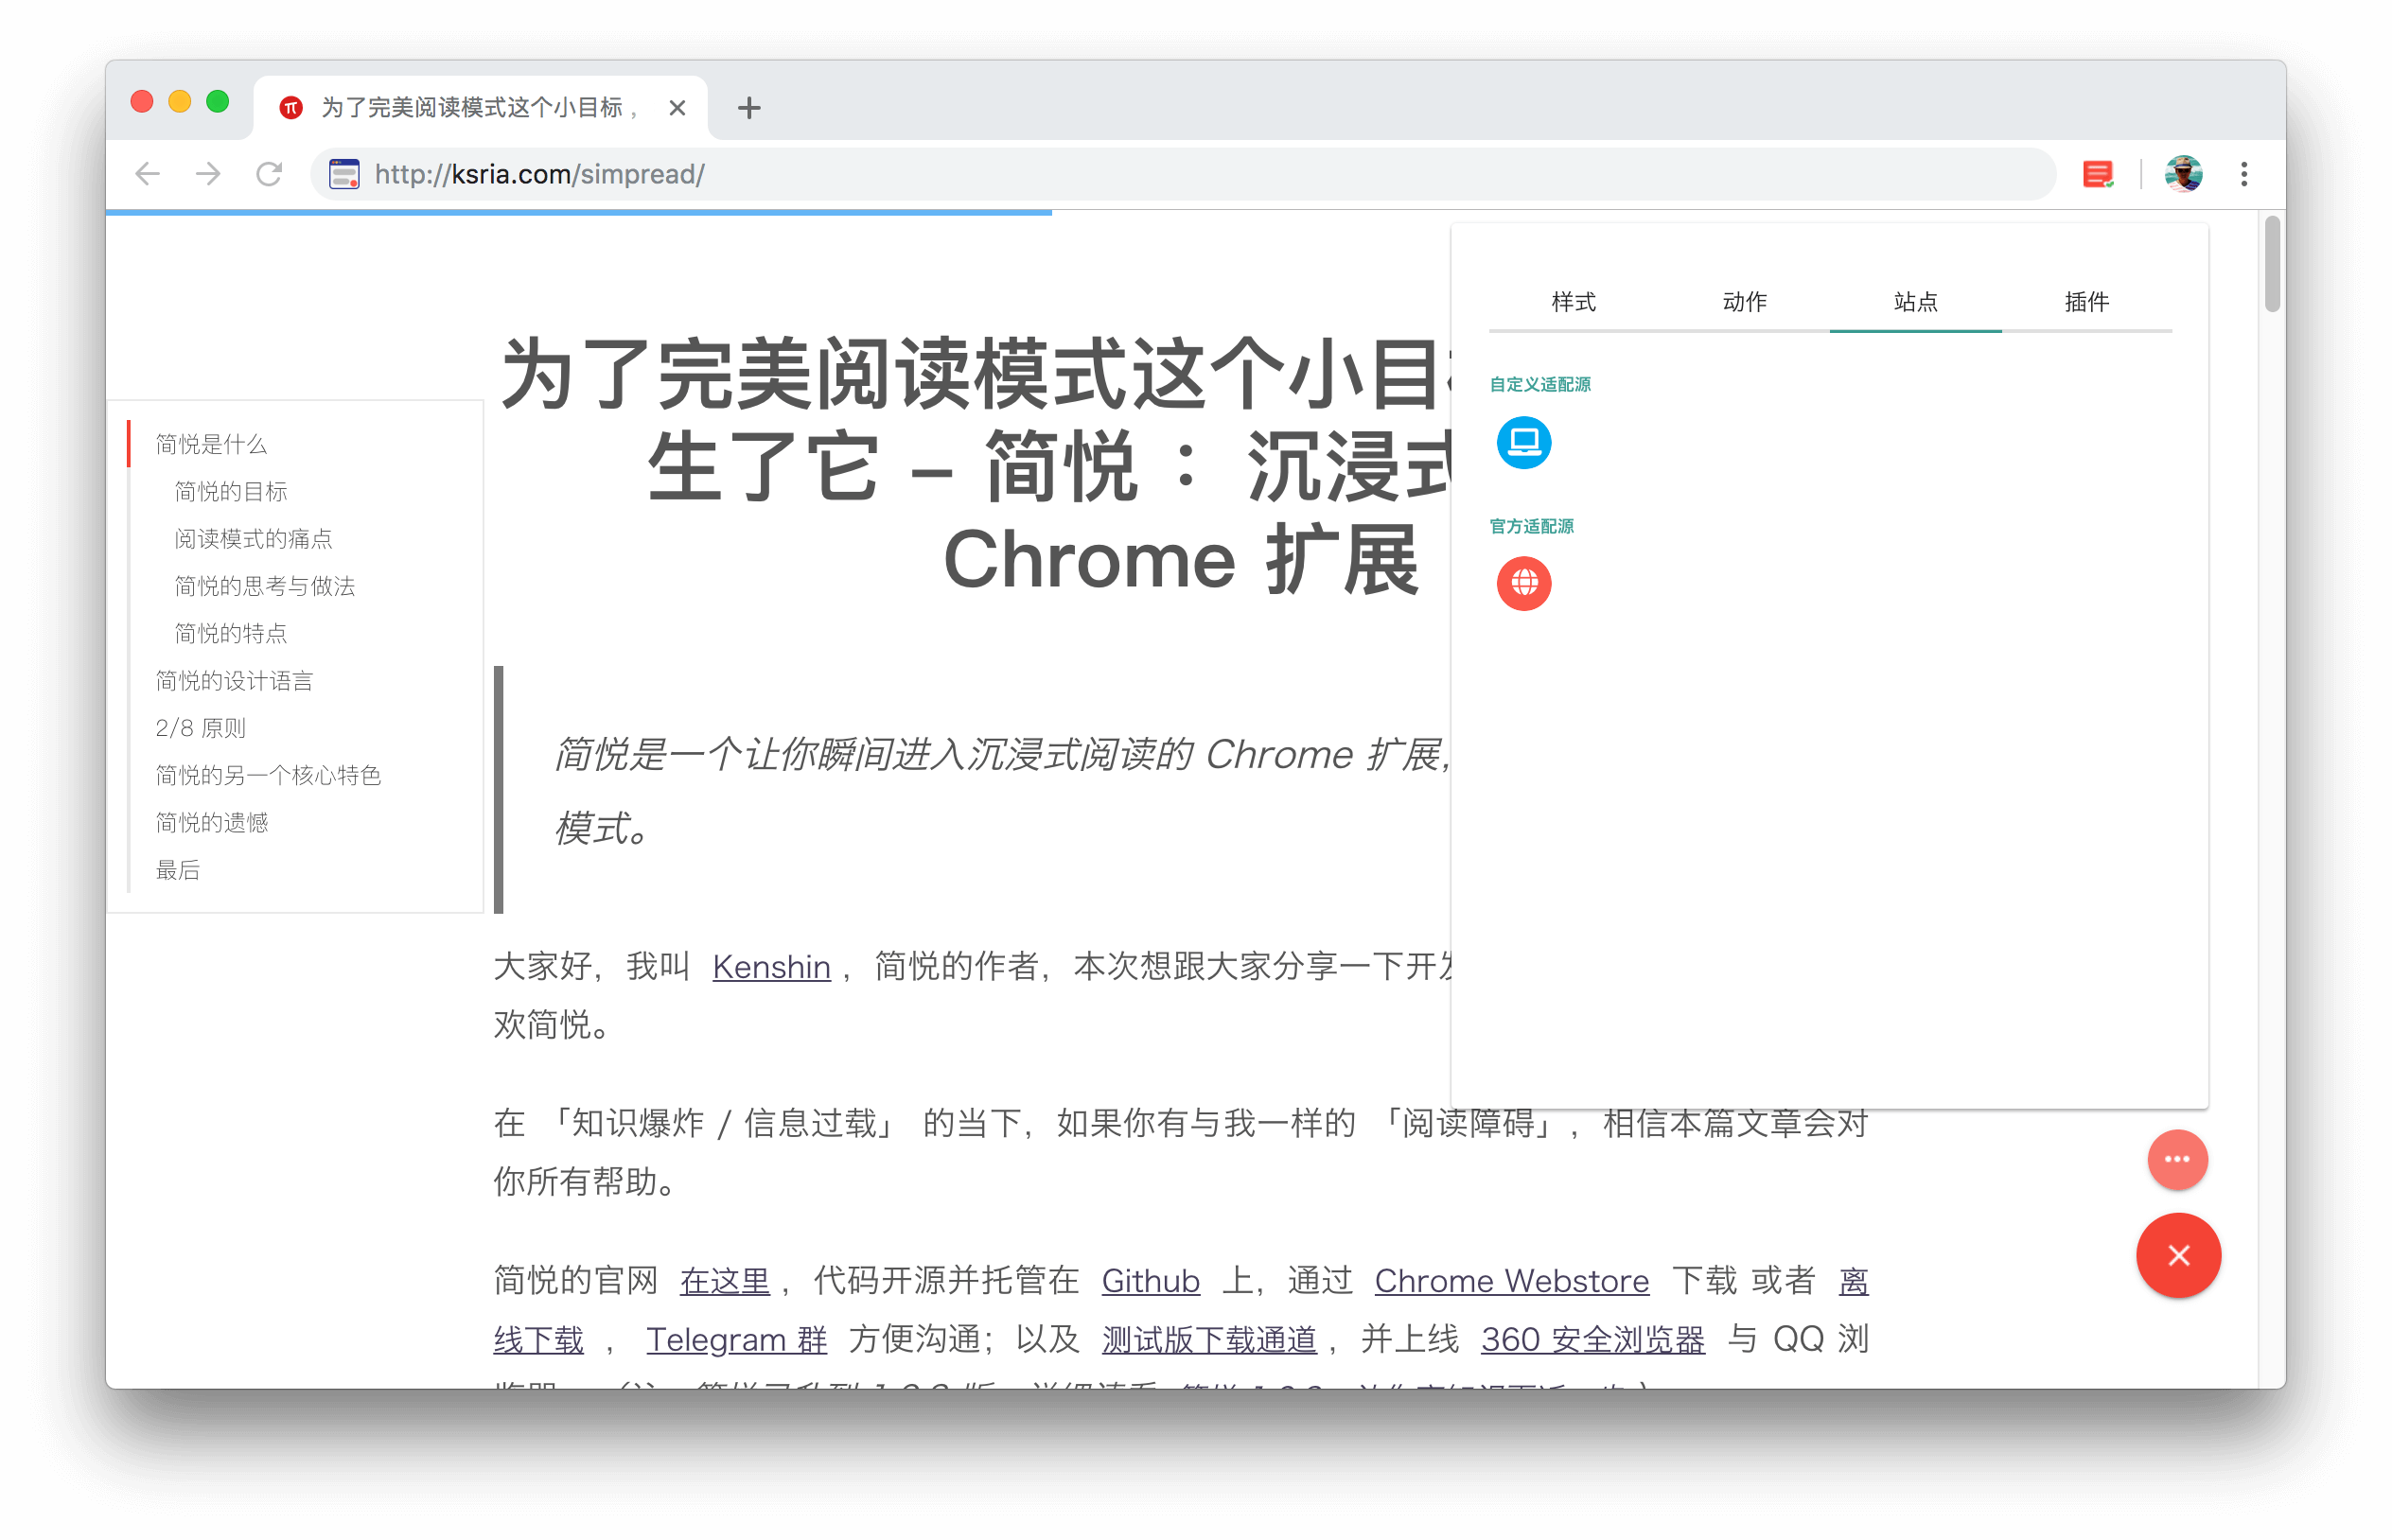 为了完美阅读模式这个小目标，
http://ksria.com/simpread/
简悦是什么
简悦的目标
阅读模式的痛点
简悦的思考与做法
简悦的特点
简悦的设计语言
2/8 原则
简悦的另一个核心特色
简悦的遗憾
最后
为了完美阅读模式这个小目
生了它 – 简悦 ： 沉浸
Chrome 扩展
简悦是一个让你瞬间进入沉浸式阅读的 Chrome 扩展，
模式。
大家好，我叫 Kenshin ，简悦的作者，本次想跟大家分享一下开
欢简悦。
在 「知识爆炸 / 信息过载」 的当下，如果你有与我一样的 「阅读障碍」，相信本篇文章会对
你所有帮助。
简悦的官网 在这里 ，代码开源并托管在 Github 上，通过 Chrome Webstore 下载 或者 离
线下载 ， Telegram 群 方便沟通；以及 测试版下载通道 ，并上线 360 安全浏览器 与 QQ 浏
样式
动作
站点
插件
自定义适配源
官方适配源